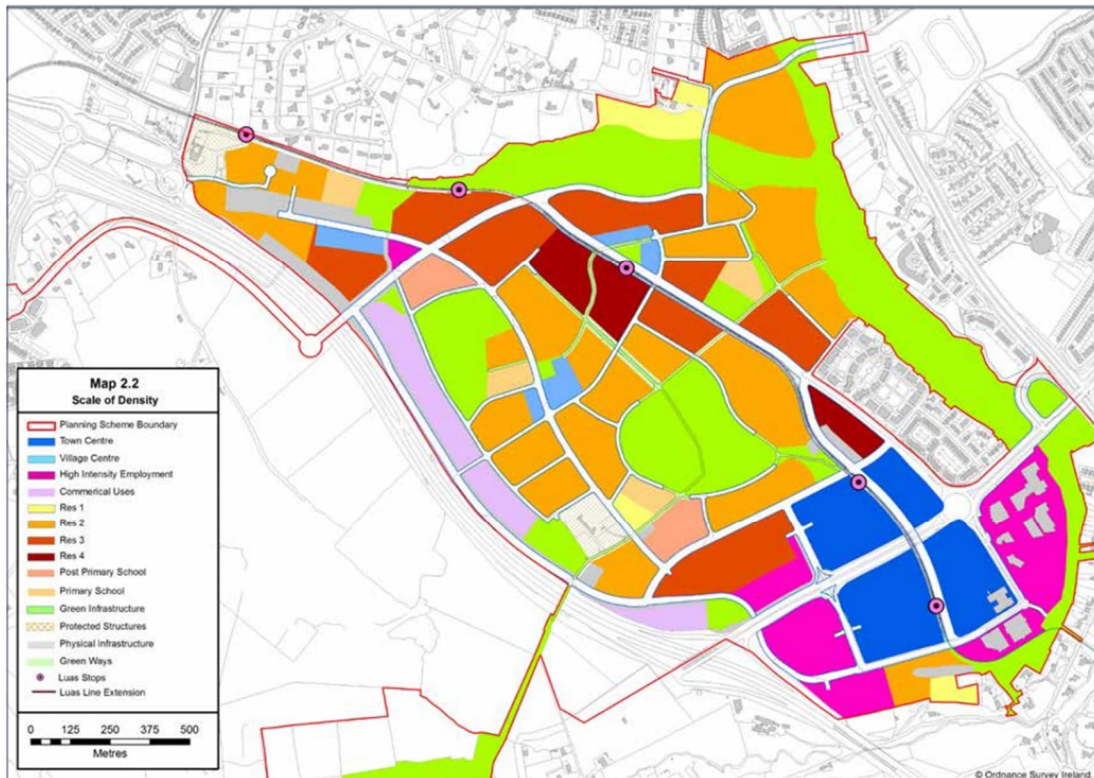 Map 2.2
Scale of Density
Planning Scheme Boundary
Town Centre
Village Centre
High Intensity Employment
Commerical Uses
Res 1
Res 2
Res 3
Res 4
Post Primary School
Primary School
Green Infrastructure
Protected Structures
Physical Infrastructure
Green Ways
Luas Stops
Luas Line Extension
0 125 250 375 500
Metres
© Ordnance Survey Ireland